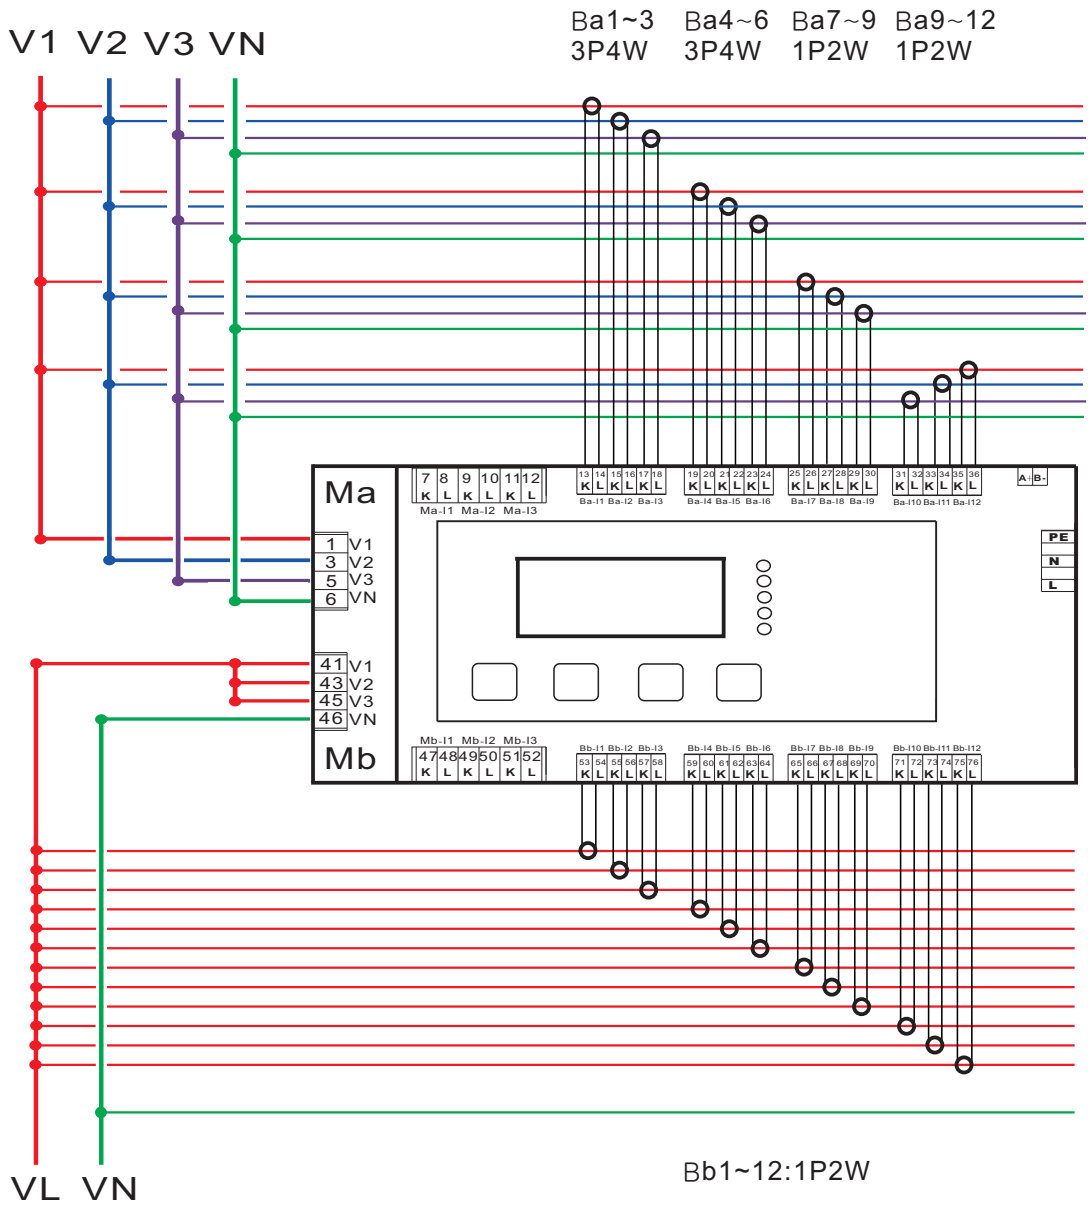 Ba1~3 Ba4~6 Ba7~9 Ba9~12
V1 V2 V3 VN
3P4W 3P4W 1P2W 1P2W
Ma
7 8 9 10 11 12
K L K L K L
Ma-I1 Ma-I2 Ma-I3
13 14 15 16 17 18
K L K L K L
Ba-I1 Ba-I2 Ba-I3
19 20 21 22 23 24
K L K L K L
Ba-I4 Ba-I5 Ba-I6
25 26 27 28 29 30
K L K L K L
Ba-I7 Ba-I8 Ba-I9
31 32 33 34 35 36
K L K L K L
Ba-I10 Ba-I11 Ba-I12
A+ B-
PE
N
L
1 V1
3 V2
5 V3
6 VN
41 V1
43 V2
45 V3
46 VN
Mb
Mb-I1 Mb-I2 Mb-I3
47 48 49 50 51 52
K L K L K L
Bb-I1 Bb-I2 Bb-I3
53 54 55 56 57 58
K L K L K L
Bb-I4 Bb-I5 Bb-I6
59 60 61 62 63 64
K L K L K L
Bb-I7 Bb-I8 Bb-I9
65 66 67 68 69 70
K L K L K L
Bb-I10 Bb-I11 Bb-I12
71 72 73 74 75 76
K L K L K L
Bb1~12:1P2W
VL VN